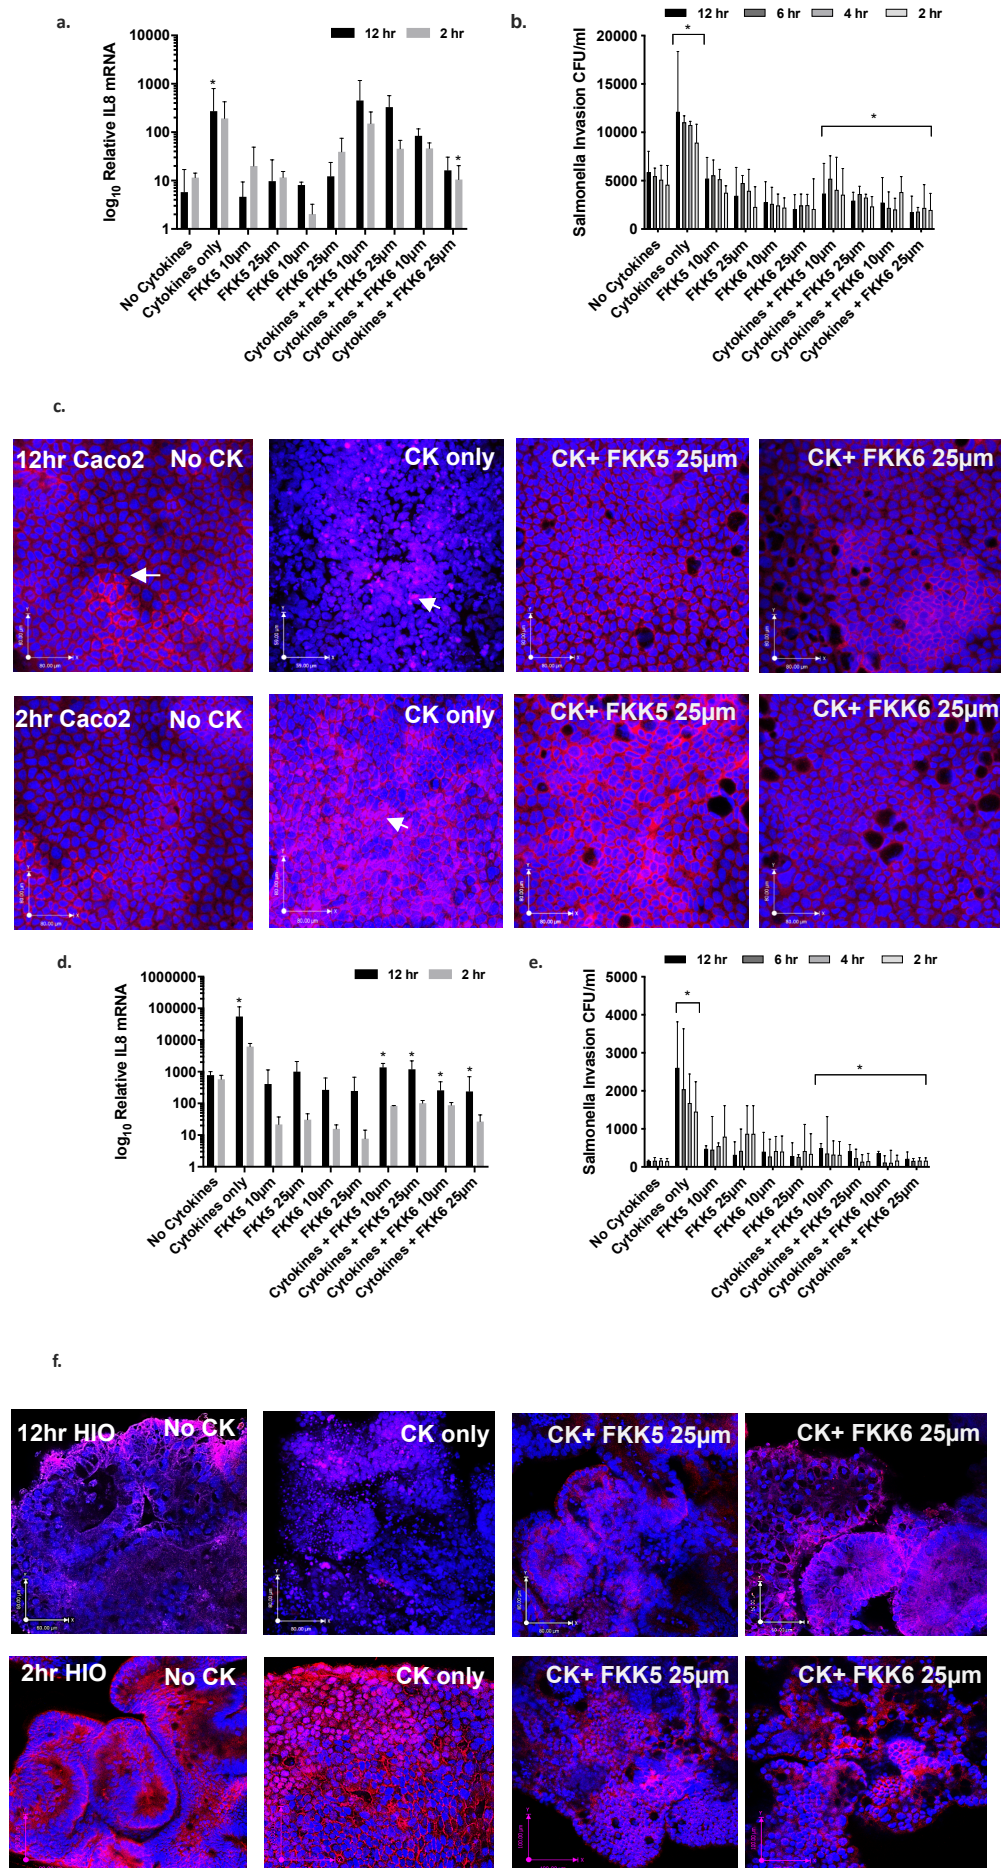 a.
12 hr 2 hr
log10 Relative IL8 mRNA
10000
1000
100
10
1
*
*
No Cytokines
Cytokines only
FKK5 10µm
FKK5 25µm
FKK6 10µm
FKK6 25µm
Cytokines + FKK5 10µm
Cytokines + FKK5 25µm
Cytokines + FKK6 10µm
Cytokines + FKK6 25µm
b.
12 hr 6 hr 4 hr 2 hr
Salmonella Invasion CFU/ml
20000
15000
10000
5000
0
*
*
No Cytokines
Cytokines only
FKK5 10µm
FKK5 25µm
FKK6 10µm
FKK6 25µm
Cytokines + FKK5 10µm
Cytokines + FKK5 25µm
Cytokines + FKK6 10µm
Cytokines + FKK6 25µm
c.
12hr Caco2 No CK
CK only
CK+ FKK5 25µm
CK+ FKK6 25µm
2hr Caco2 No CK
CK only
CK+ FKK5 25µm
CK+ FKK6 25µm
d.
12 hr 2 hr
log10 Relative IL8 mRNA
1000000
100000
10000
1000
100
10
1
*
*
*
*
*
No Cytokines
Cytokines only
FKK5 10µm
FKK5 25µm
FKK6 10µm
FKK6 25µm
Cytokines + FKK5 10µm
Cytokines + FKK5 25µm
Cytokines + FKK6 10µm
Cytokines + FKK6 25µm
e.
12 hr 6 hr 4 hr 2 hr
Salmonella Invasion CFU/ml
5000
4000
3000
2000
1000
0
*
*
No Cytokines
Cytokines only
FKK5 10µm
FKK5 25µm
FKK6 10µm
FKK6 25µm
Cytokines + FKK5 10µm
Cytokines + FKK5 25µm
Cytokines + FKK6 10µm
Cytokines + FKK6 25µm
f.
12hr HIO No CK
CK only
CK+ FKK5 25µm
CK+ FKK6 25µm
2hr HIO No CK
CK only
CK+ FKK5 25µm
CK+ FKK6 25µm